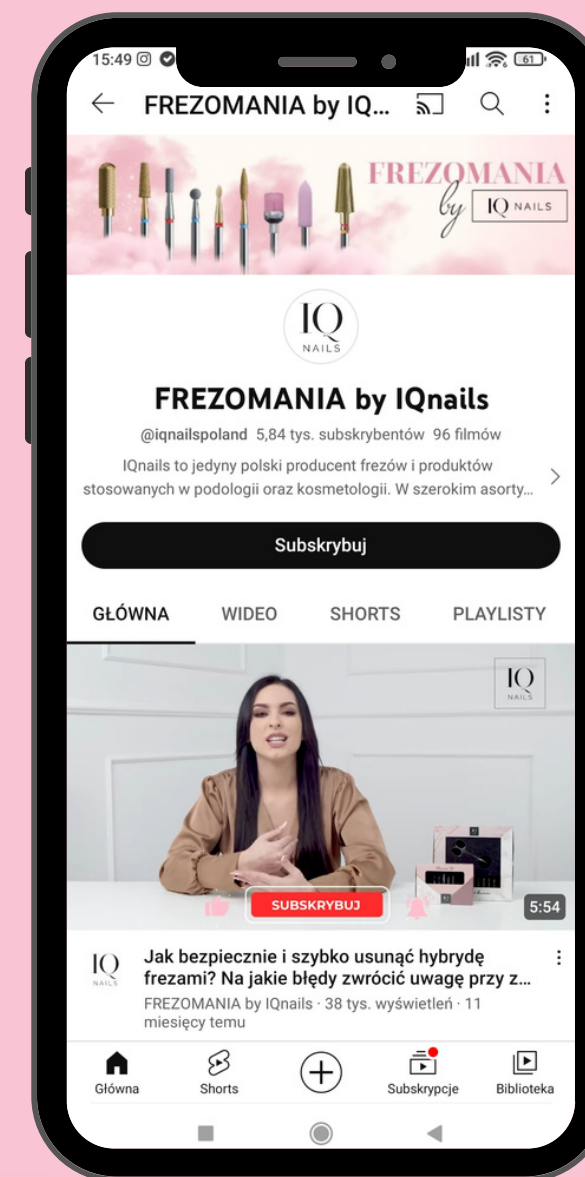 15:49
61
FREZOMANIA by IQ...
FREZOMANIA
by IQ NAILS
IQ
NAILS
FREZOMANIA by IQnails
@iqnailspoland 5,84 tys. subskrybentów 96 filmów
IQnails to jedyny polski producent frezów i produktów
stosowanych w podologii oraz kosmetologii. W szerokim asorty...
Subskrybuj
GŁÓWNA WIDEO SHORTS PLAYLISTY
IQ
NAILS
SUBSKRYBUJ
5:54
IQ
NAILS
Jak bezpiecznie i szybko usunąć hybrydę
frezami? Na jakie błędy zwrócić uwagę przy z...
FREZOMANIA by IQnails · 38 tys. wyświetleń · 11
miesięcy temu
Główna Shorts Subskrypcje Biblioteka